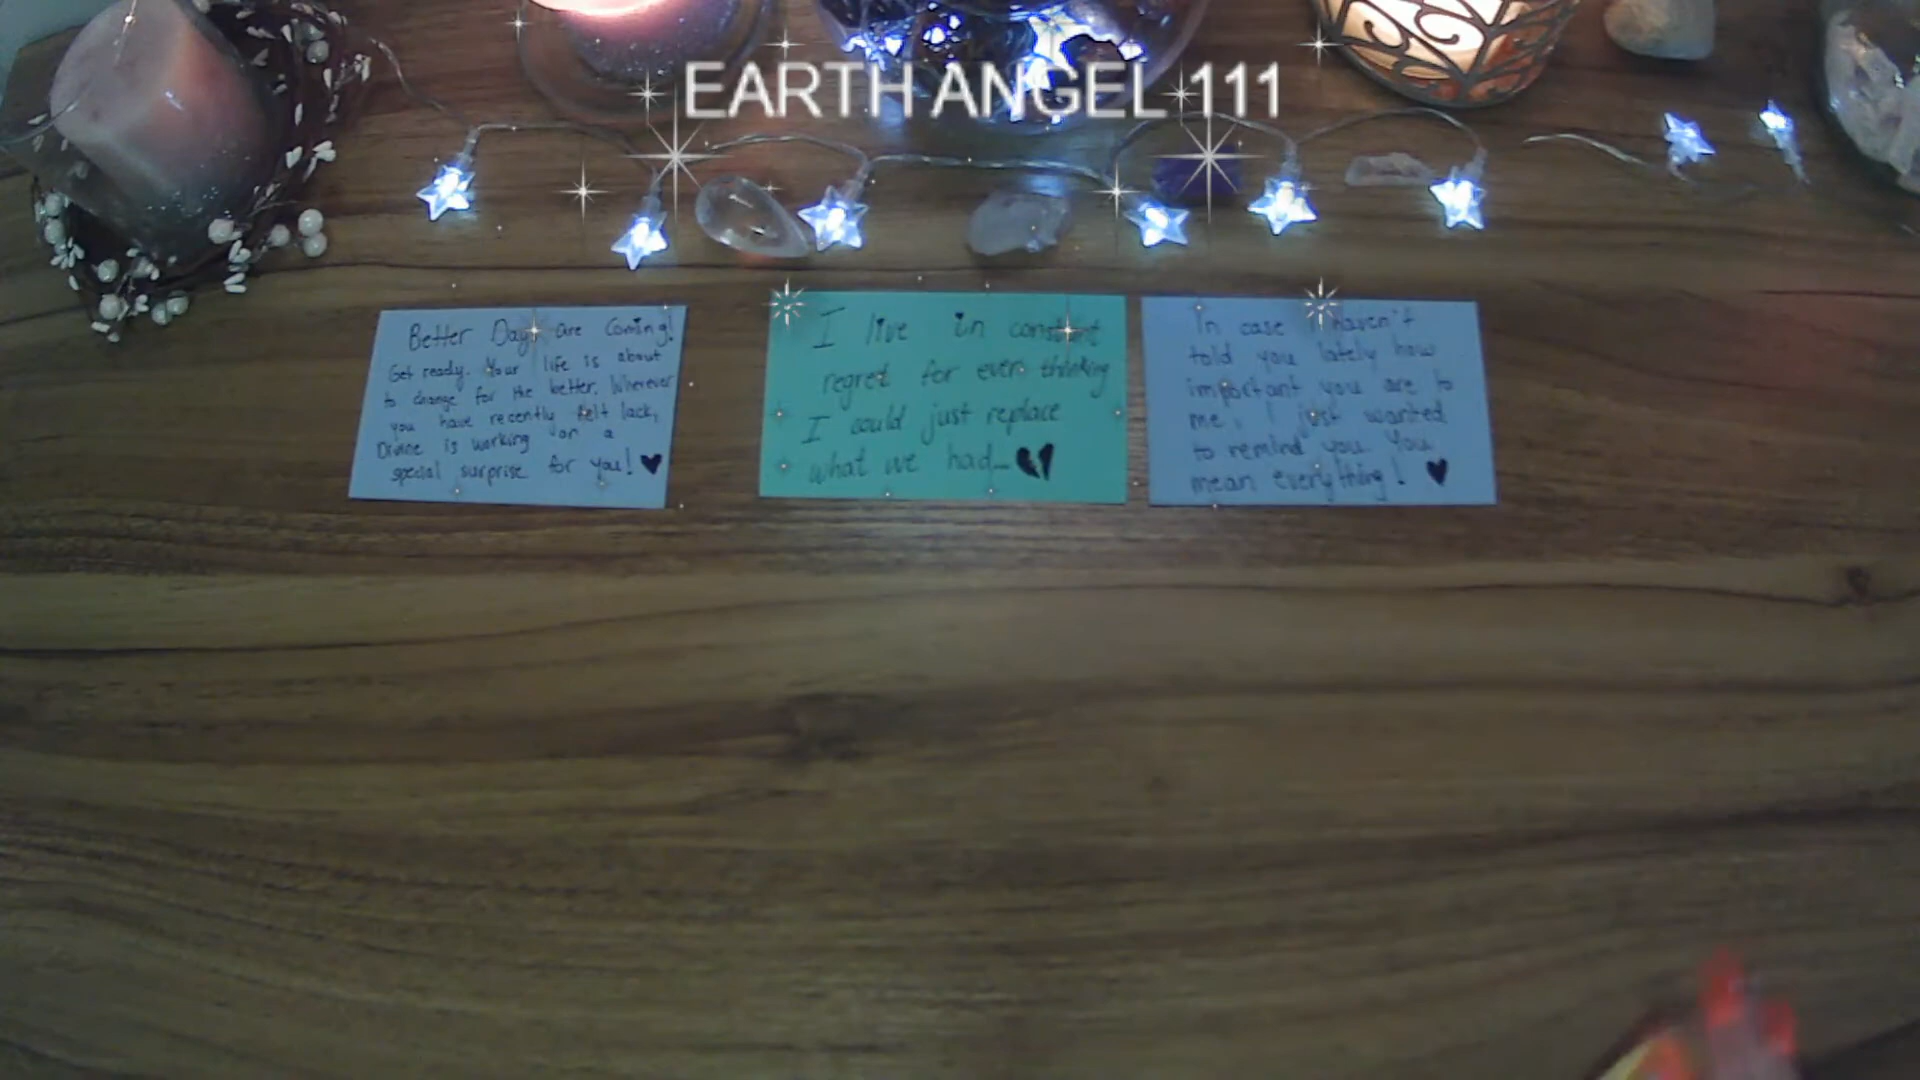 EARTH ANGEL 111
Better Days are Coming!
Get ready. Your life is about
to change for the better. Wherever
you have recently felt lack,
Divine is working on a
special surprise for you!
I live in constant
regret for ever thinking
I could just replace
what we had...
In case I haven't
told you lately how
important you are to
me, I just wanted
to remind you. You
mean everything!